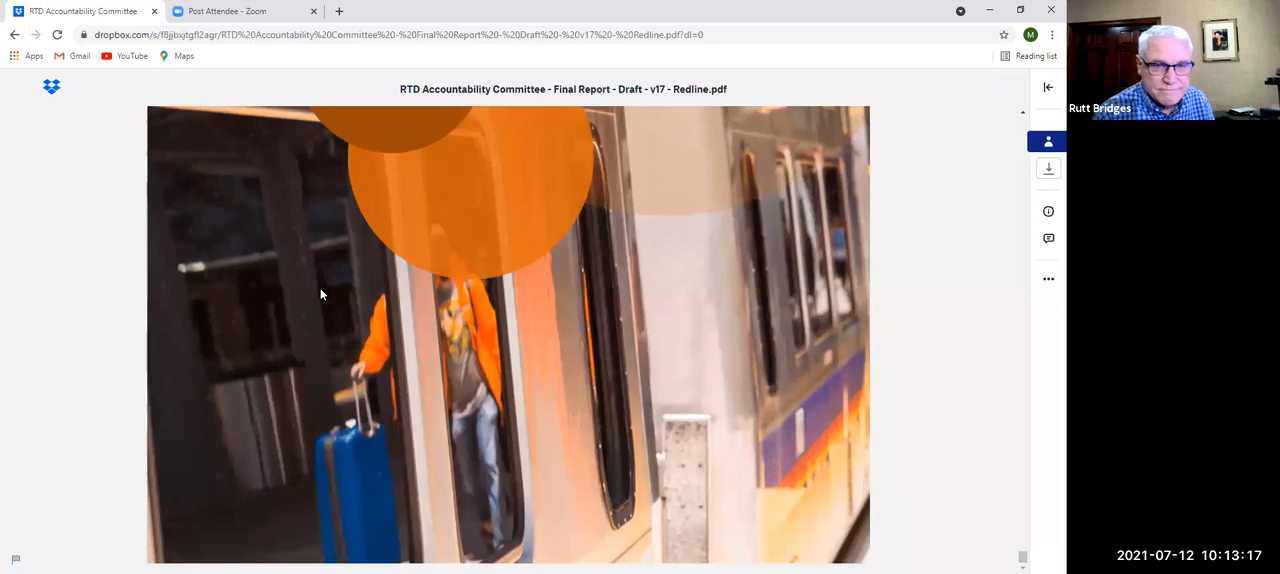 RTD Accountability Committee -
Post Attendee - Zoom
dropbox.com/s/f8jjbxjtgfl2agr/RTD%20Accountability%20Committee%20-%20Final%20Report%20-%20Draft%20-%20v17%20-%20Redline.pdf?dl=0
M
Apps
Gmail
YouTube
Maps
Reading list
RTD Accountability Committee - Final Report - Draft - v17 - Redline.pdf
Rutt Bridges
2021-07-12 10:13:17